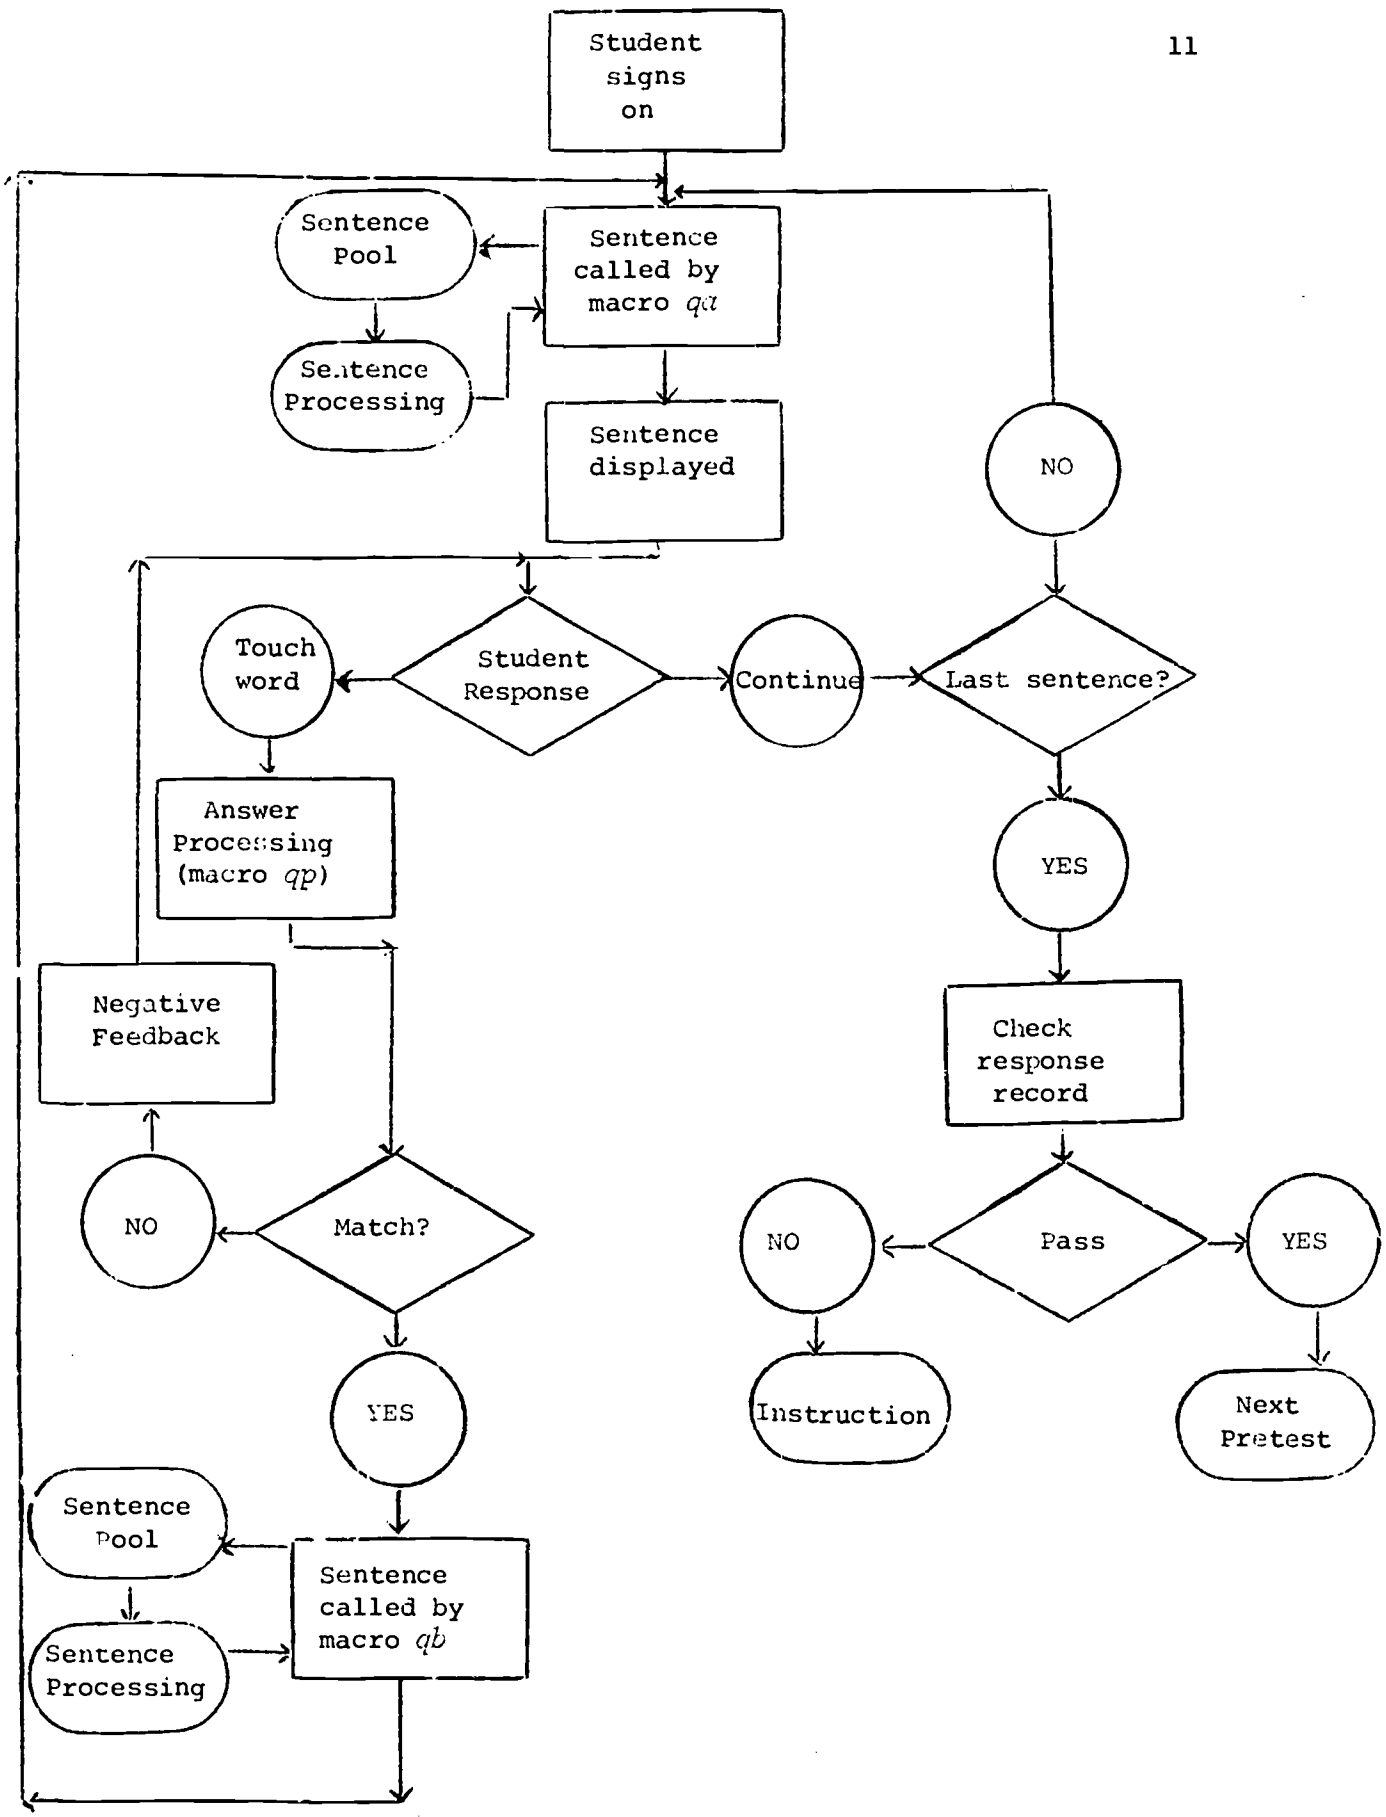 11
Student
signs
on
Sentence
Pool
Sentence
called by
macro qa
Sentence
Processing
Sentence
displayed
NO
Touch
word
Student
Response
Continue
Last sentence?
Answer
Processing
(macro qp)
YES
Negative
Feedback
Check
response
record
NO
Match?
NO
Pass
YES
YES
Instruction
Next
Pretest
Sentence
Pool
Sentence
called by
macro qb
Sentence
Processing